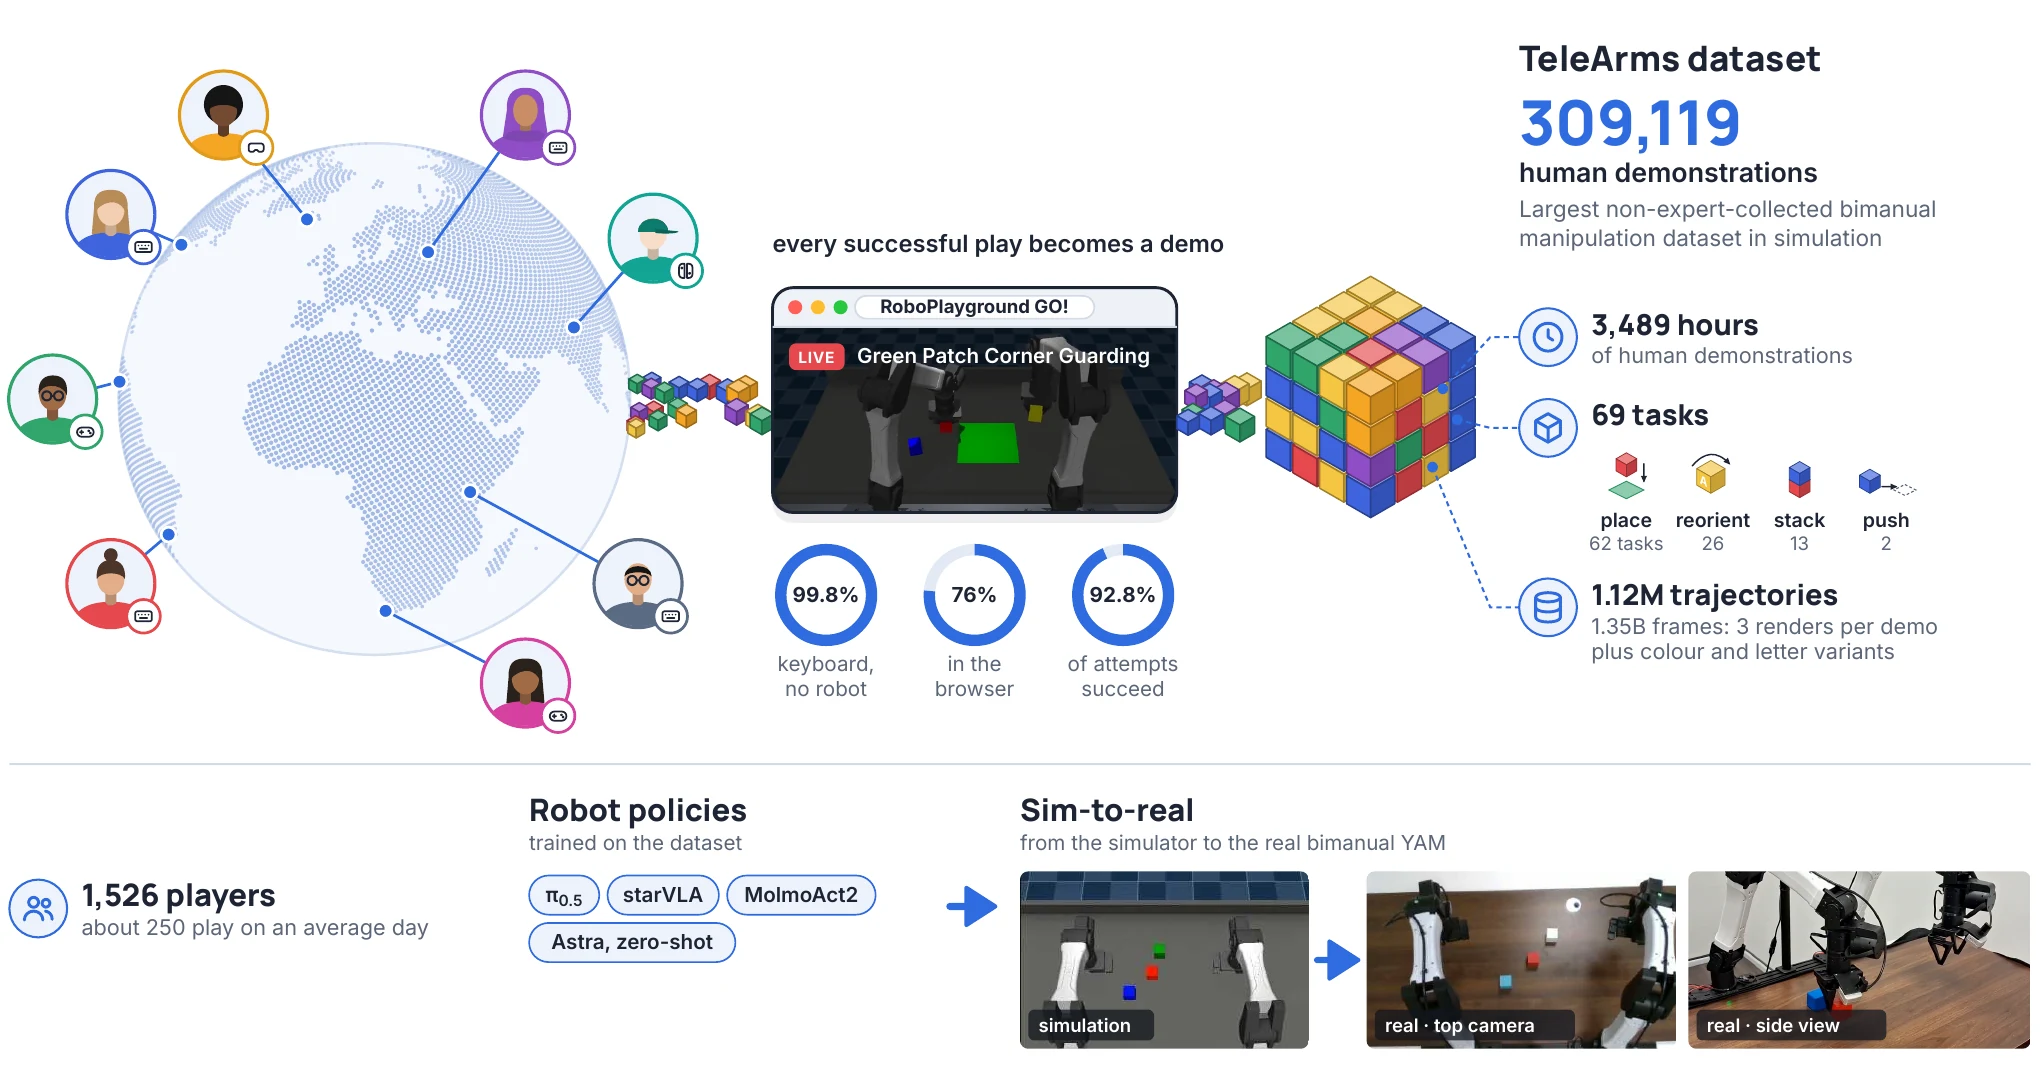 TeleArms dataset
309,119
human demonstrations
Largest non-expert-collected bimanual
manipulation dataset in simulation
every successful play becomes a demo
RoboPlayground GO!
LIVE Green Patch Corner Guarding
99.8%
keyboard,
no robot
76%
in the
browser
92.8%
of attempts
succeed
3,489 hours
of human demonstrations
69 tasks
A
place
62 tasks
reorient
26
stack
13
push
2
1.12M trajectories
1.35B frames: 3 renders per demo
plus colour and letter variants
1,526 players
about 250 play on an average day
Robot policies
trained on the dataset
π0.5 starVLA MolmoAct2
Astra, zero-shot
Sim-to-real
from the simulator to the real bimanual YAM
simulation
real · top camera
real · side view